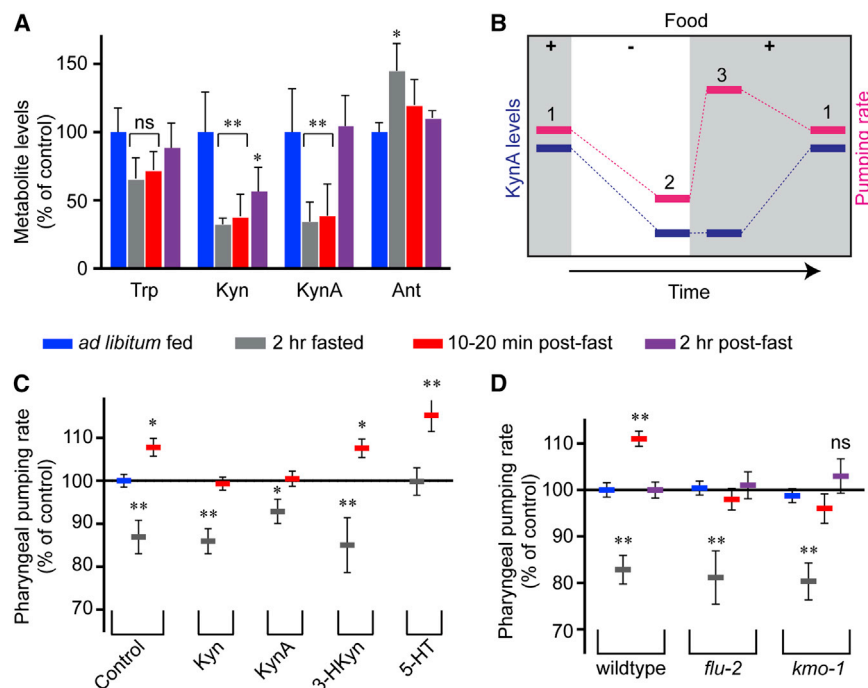 A
Metabolite levels
(% of control)
150
100
50
0
ns
**
*
**
*
Trp
Kyn
KynA
Ant
B
Food
+
-
+
KynA levels
Pumping rate
1
2
3
1
Time
ad libitum fed
2 hr fasted
10-20 min post-fast
2 hr post-fast
C
Pharyngeal pumping rate
(% of control)
110
100
90
80
70
*
**
**
*
*
**
**
Control
Kyn
KynA
3-HKyn
5-HT
D
Pharyngeal pumping rate
(% of control)
110
100
90
80
70
**
**
**
**
ns
wildtype
flu-2
kmo-1